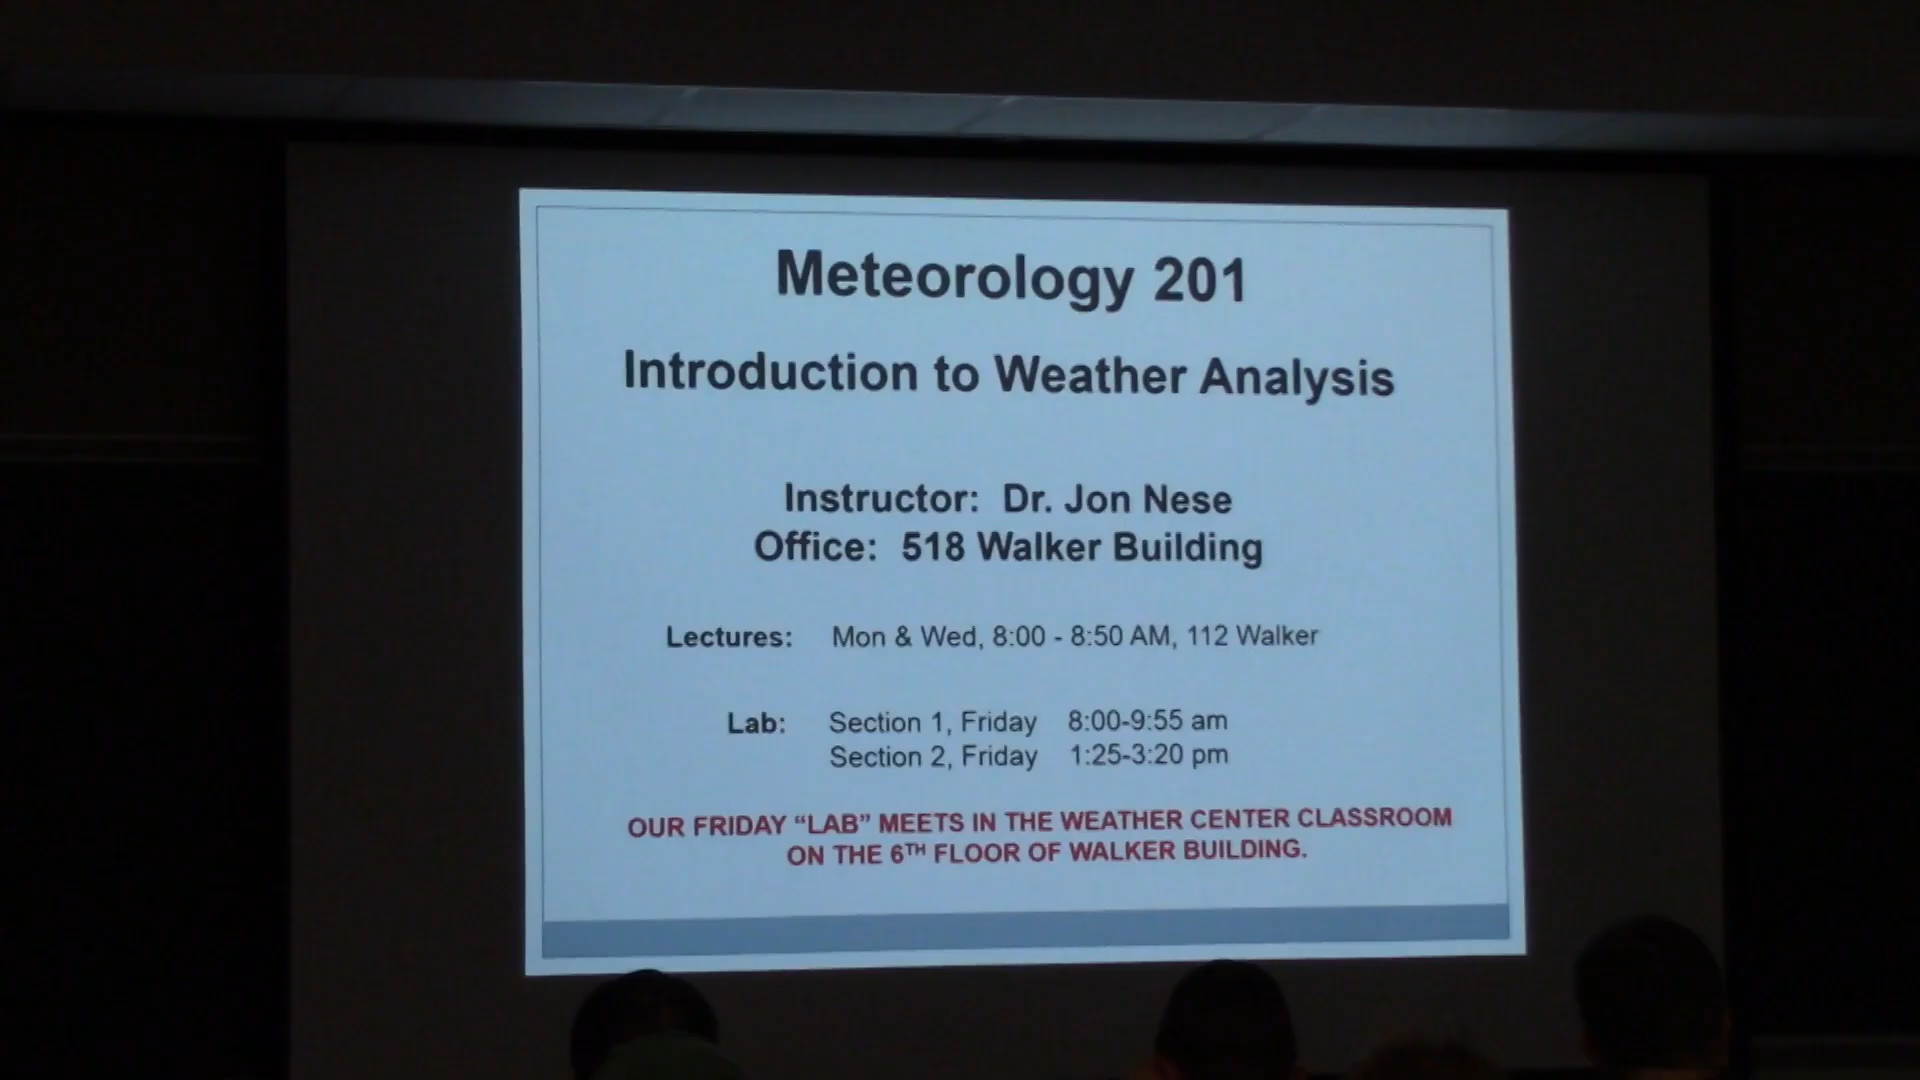 Meteorology 201
Introduction to Weather Analysis
Instructor: Dr. Jon Nese
Office: 518 Walker Building
Lectures: Mon & Wed, 8:00 - 8:50 AM, 112 Walker
Lab: Section 1, Friday 8:00-9:55 am
Section 2, Friday 1:25-3:20 pm
OUR FRIDAY “LAB” MEETS IN THE WEATHER CENTER CLASSROOM
ON THE 6TH FLOOR OF WALKER BUILDING.